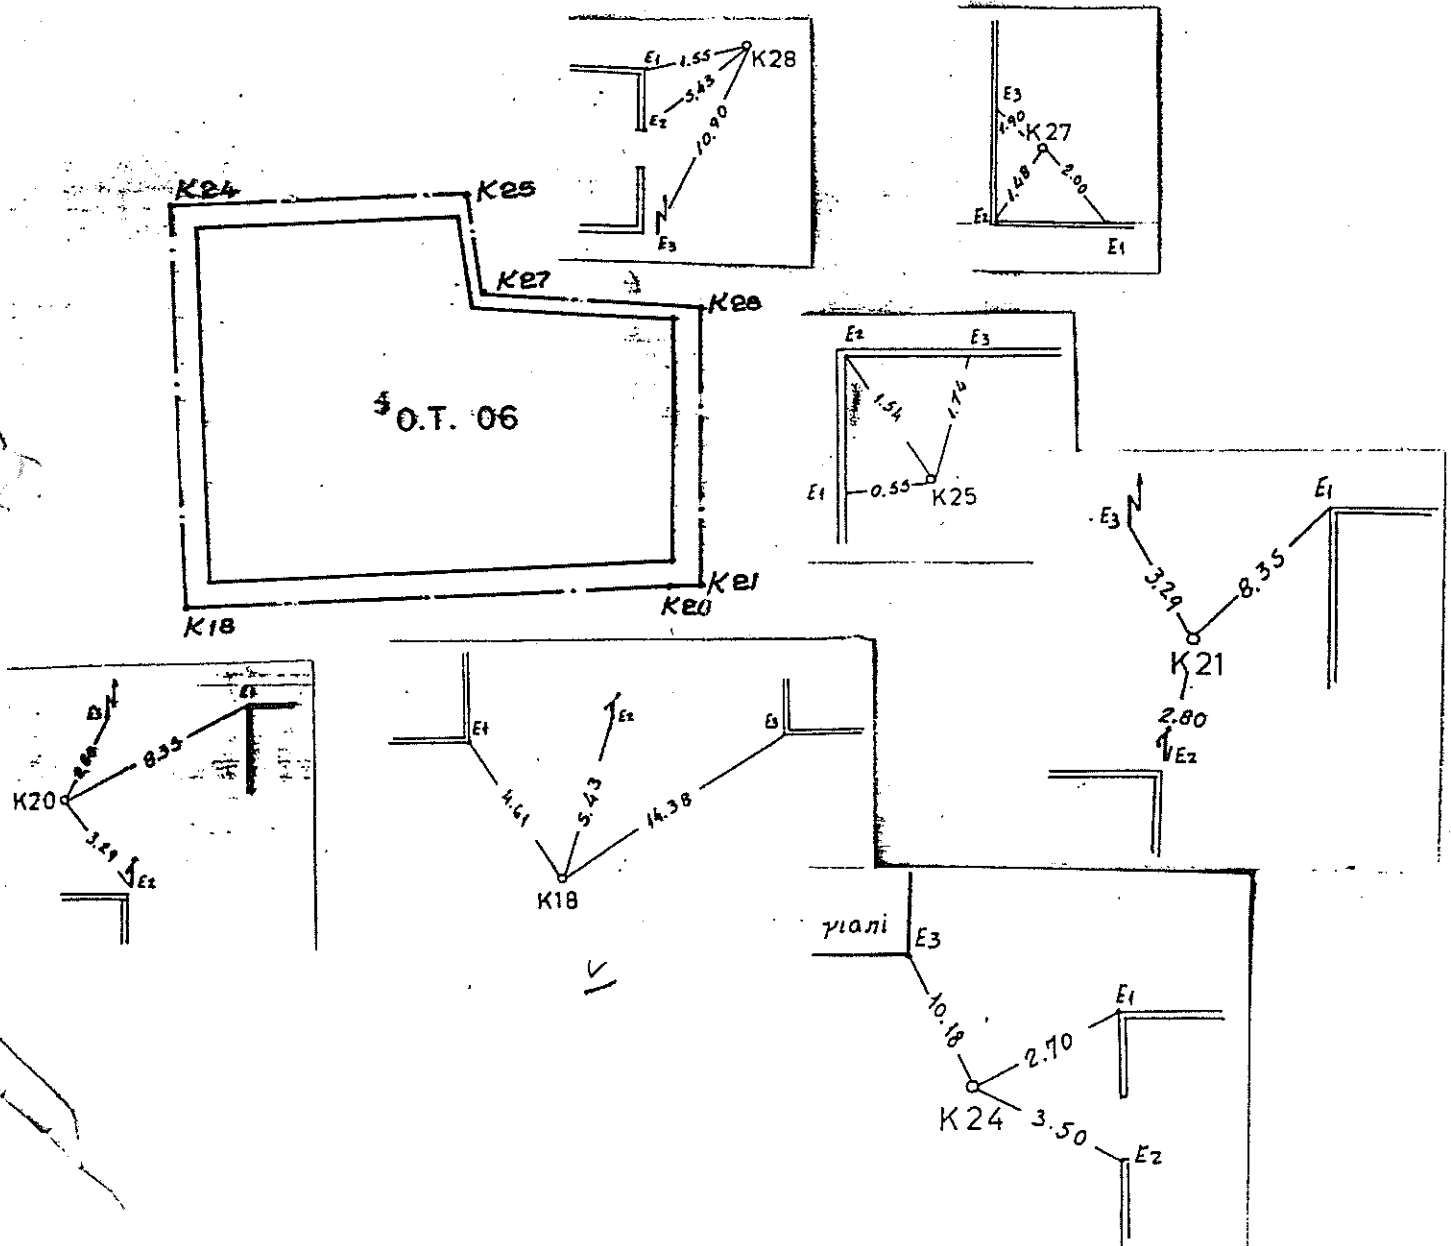 K24
K25
K27
K28
O.T. 06
K18
K20
K21
E1
1.55
K28
5.43
E2
10.90
E3
E3
1.90
K27
1.48
2.00
E2
E1
E2
E3
1.54
1.74
E1
0.55
K25
E1
E3
3.29
8.35
K21
2.80
E2
E1
E3
8.35
K20
3.29
E2
E1
E2
E3
4.61
5.43
14.38
K18
γιαπί
E3
10.18
E1
2.70
K24
3.50
E2